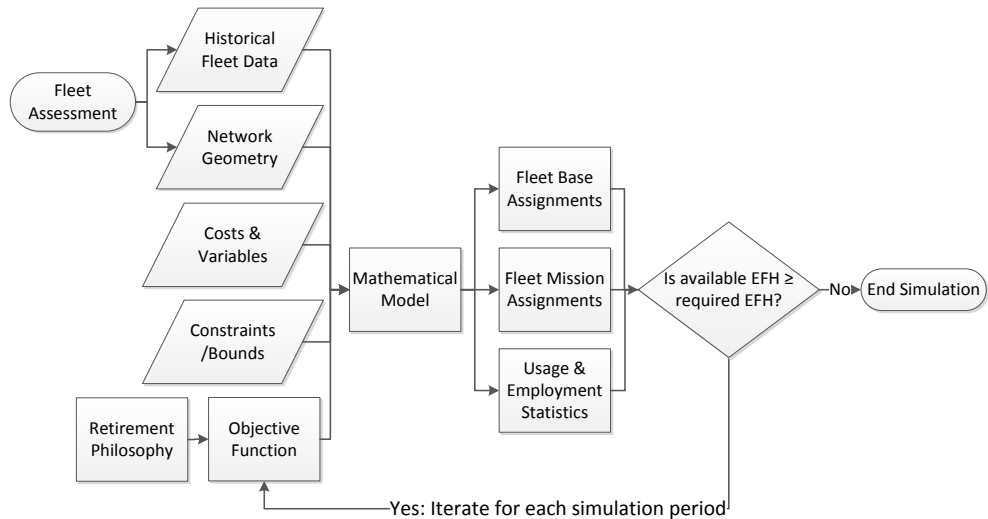 Fleet
Assessment
Historical
Fleet Data
Network
Geometry
Costs &
Variables
Constraints
/Bounds
Retirement
Philosophy
Objective
Function
Mathematical
Model
Fleet Base
Assignments
Fleet Mission
Assignments
Usage &
Employment
Statistics
Is available EFH ≥
required EFH?
No
End Simulation
Yes: Iterate for each simulation period